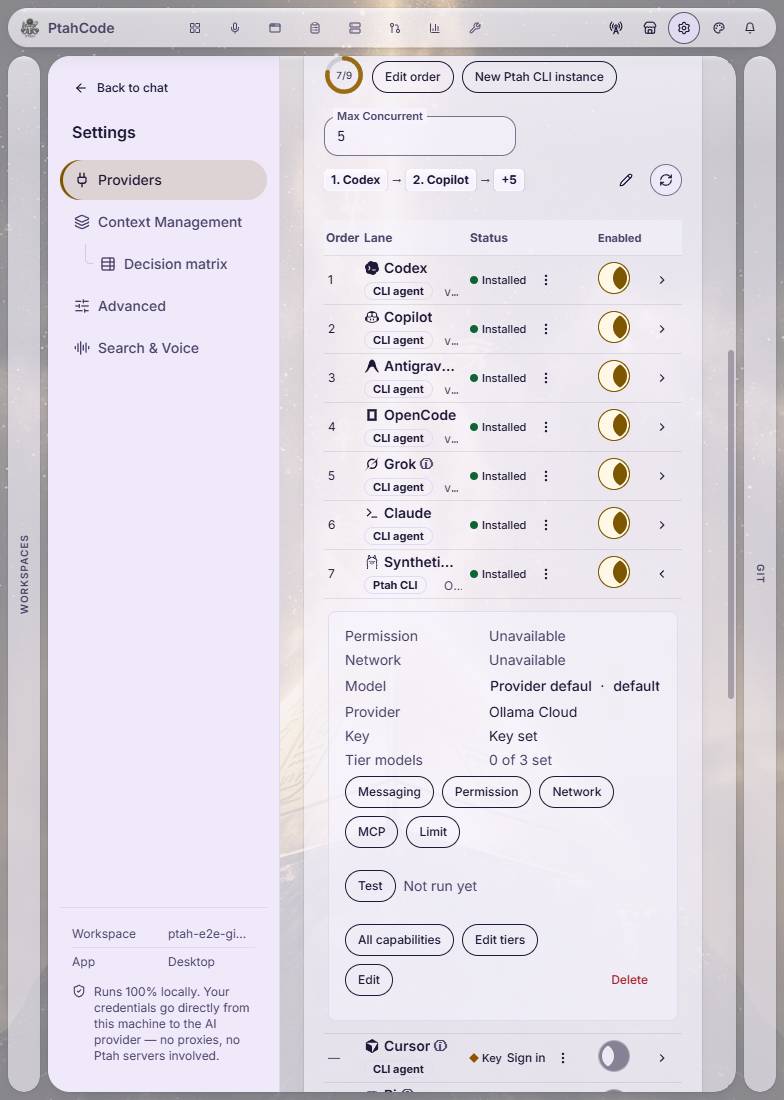 PtahCode
Back to chat
Settings
Providers
Context Management
Decision matrix
Advanced
Search & Voice
WORKSPACES
Workspace ptah-e2e-gi...
App Desktop
Runs 100% locally. Your
credentials go directly from
this machine to the AI
provider — no proxies, no
Ptah servers involved.
7/9 Edit order New Ptah CLI instance
Max Concurrent
5
1. Codex → 2. Copilot → +5
Order Lane Status Enabled
1 Codex Installed
CLI agent v...
2 Copilot Installed
CLI agent v...
3 Antigrav... Installed
CLI agent v...
4 OpenCode Installed
CLI agent v...
5 Grok Installed
CLI agent v...
6 Claude Installed
CLI agent
7 Syntheti... Installed
Ptah CLI O...
Permission Unavailable
Network Unavailable
Model Provider defaul · default
Provider Ollama Cloud
Key Key set
Tier models 0 of 3 set
Messaging Permission Network
MCP Limit
Test Not run yet
All capabilities Edit tiers
Edit Delete
— Cursor Key Sign in
CLI agent
GIT